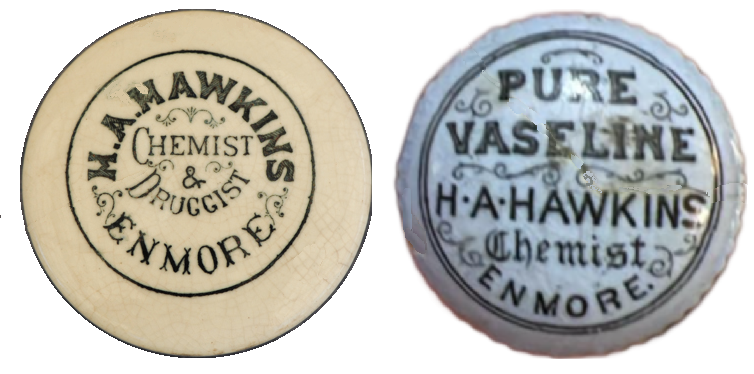 H.A.HAWKINS
CHEMIST
&
DRUGGIST
ENMORE
PURE
VASELINE
H·A·HAWKINS
Chemist
ENMORE.